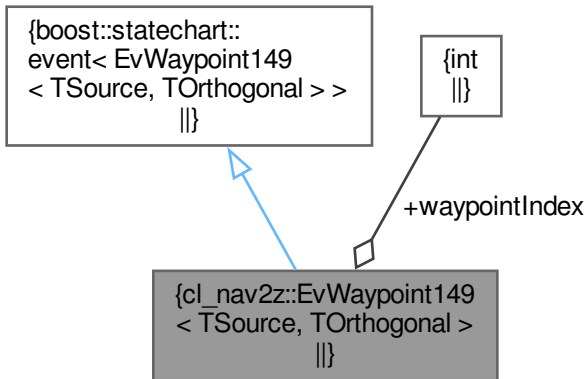 {boost::statechart::
event< EvWaypoint149
< TSource, TOrthogonal > >
||}
{int
||}
+waypointIndex
{cl_nav2z::EvWaypoint149
< TSource, TOrthogonal >
||}